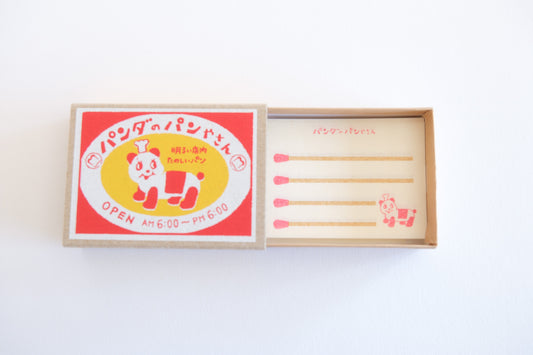 パンダのパンやさん
明るい店内
たのしいパン
OPEN AM 6:00～PM 6:00
パンダのパンやさん